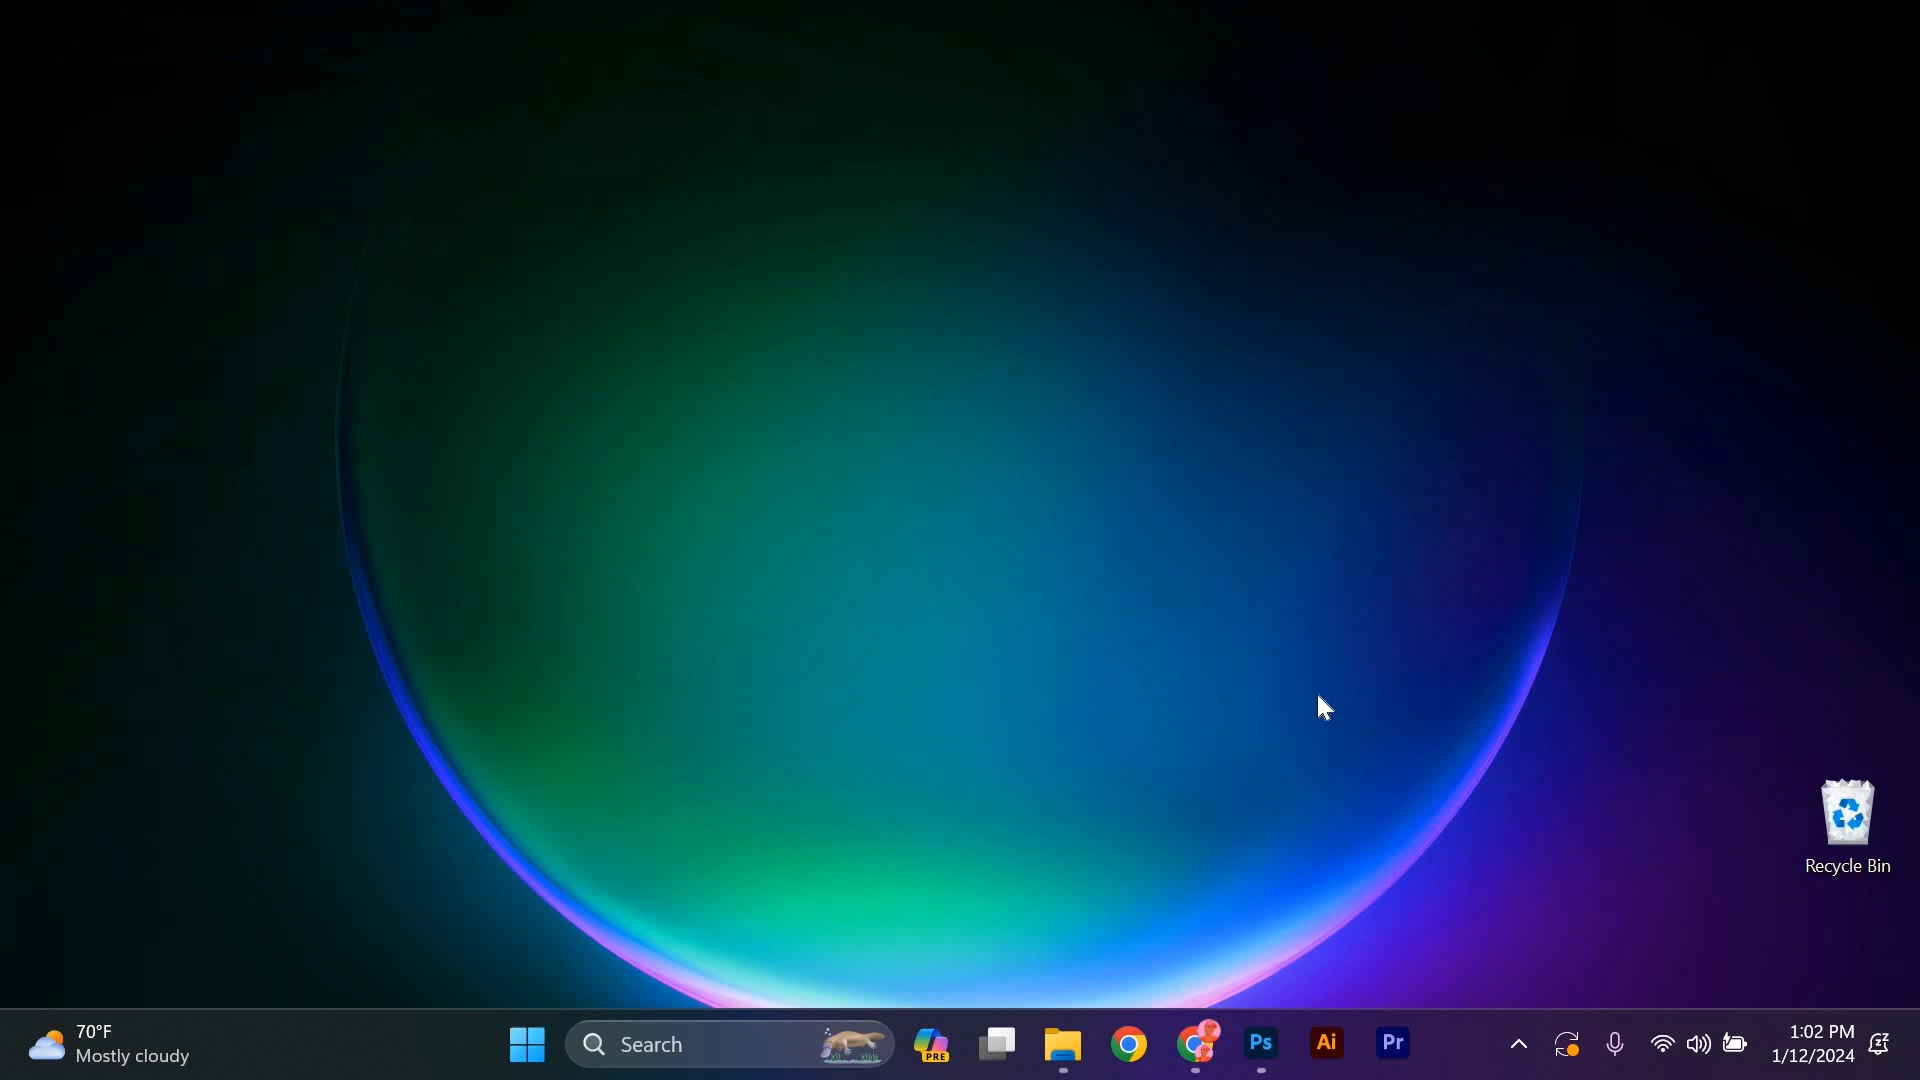 Recycle Bin
70°F
Mostly cloudy
Search
PRE
Ps
Ai
Pr
1:02 PM
1/12/2024